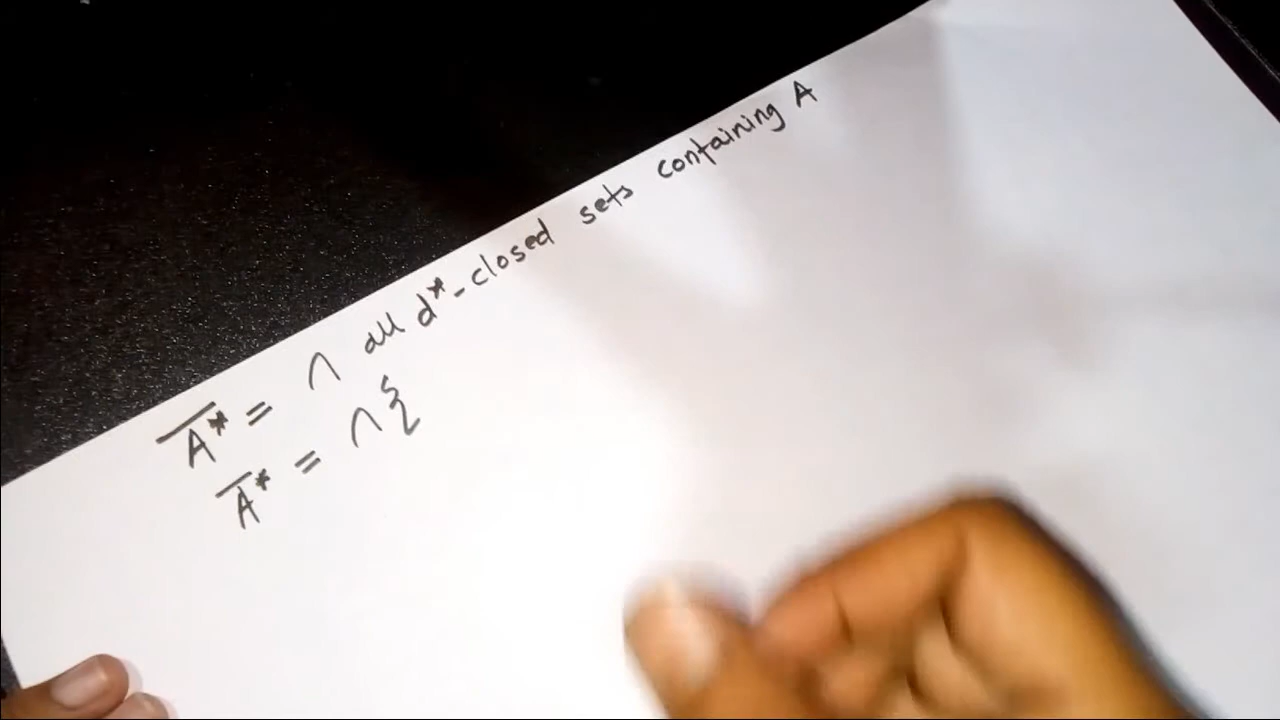 A̅* = ∩ all d*-closed sets containing A
A̅* = ∩ {